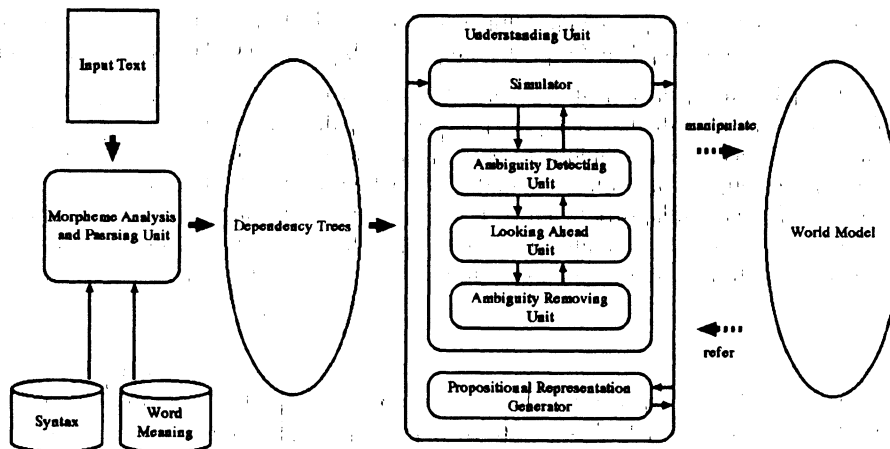 Input Text
Morpheme Analysis
and Paersing Unit
Syntax
Word
Meaning
Dependency Trees
Understanding Unit
Simulator
Ambiguity Detecting
Unit
Looking Ahead
Unit
Ambiguity Removing
Unit
Propositional Representation
Generator
manipulate
refer
World Model